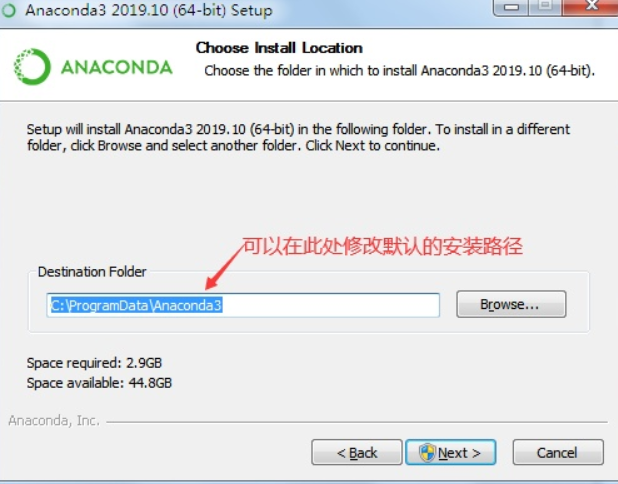 Anaconda3 2019.10 (64-bit) Setup
Choose Install Location
ANACONDA
Choose the folder in which to install Anaconda3 2019.10 (64-bit).
Setup will install Anaconda3 2019.10 (64-bit) in the following folder. To install in a different
folder, click Browse and select another folder. Click Next to continue.
可以在此处修改默认的安装路径
Destination Folder
C:\ProgramData\Anaconda3
Browse...
Space required: 2.9GB
Space available: 44.8GB
Anaconda, Inc.
< Back
Next >
Cancel